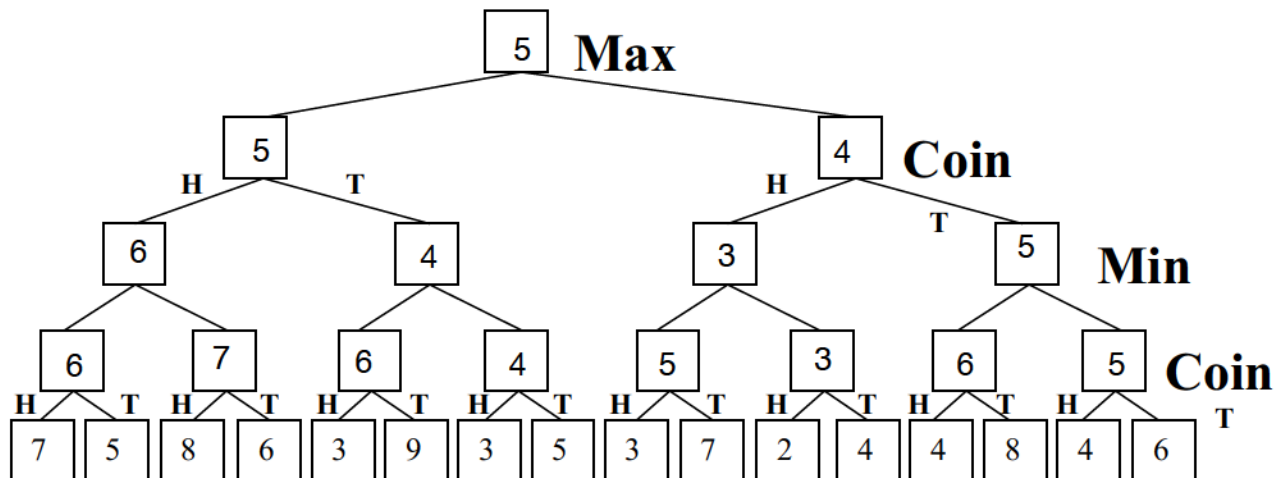 5 Max
5 4 Coin
H T H T
6 4 3 5 Min
6 7 6 4 5 3 6 5 Coin
H T H T H T H T H T H T H T H T
7 5 8 6 3 9 3 5 3 7 2 4 4 8 4 6